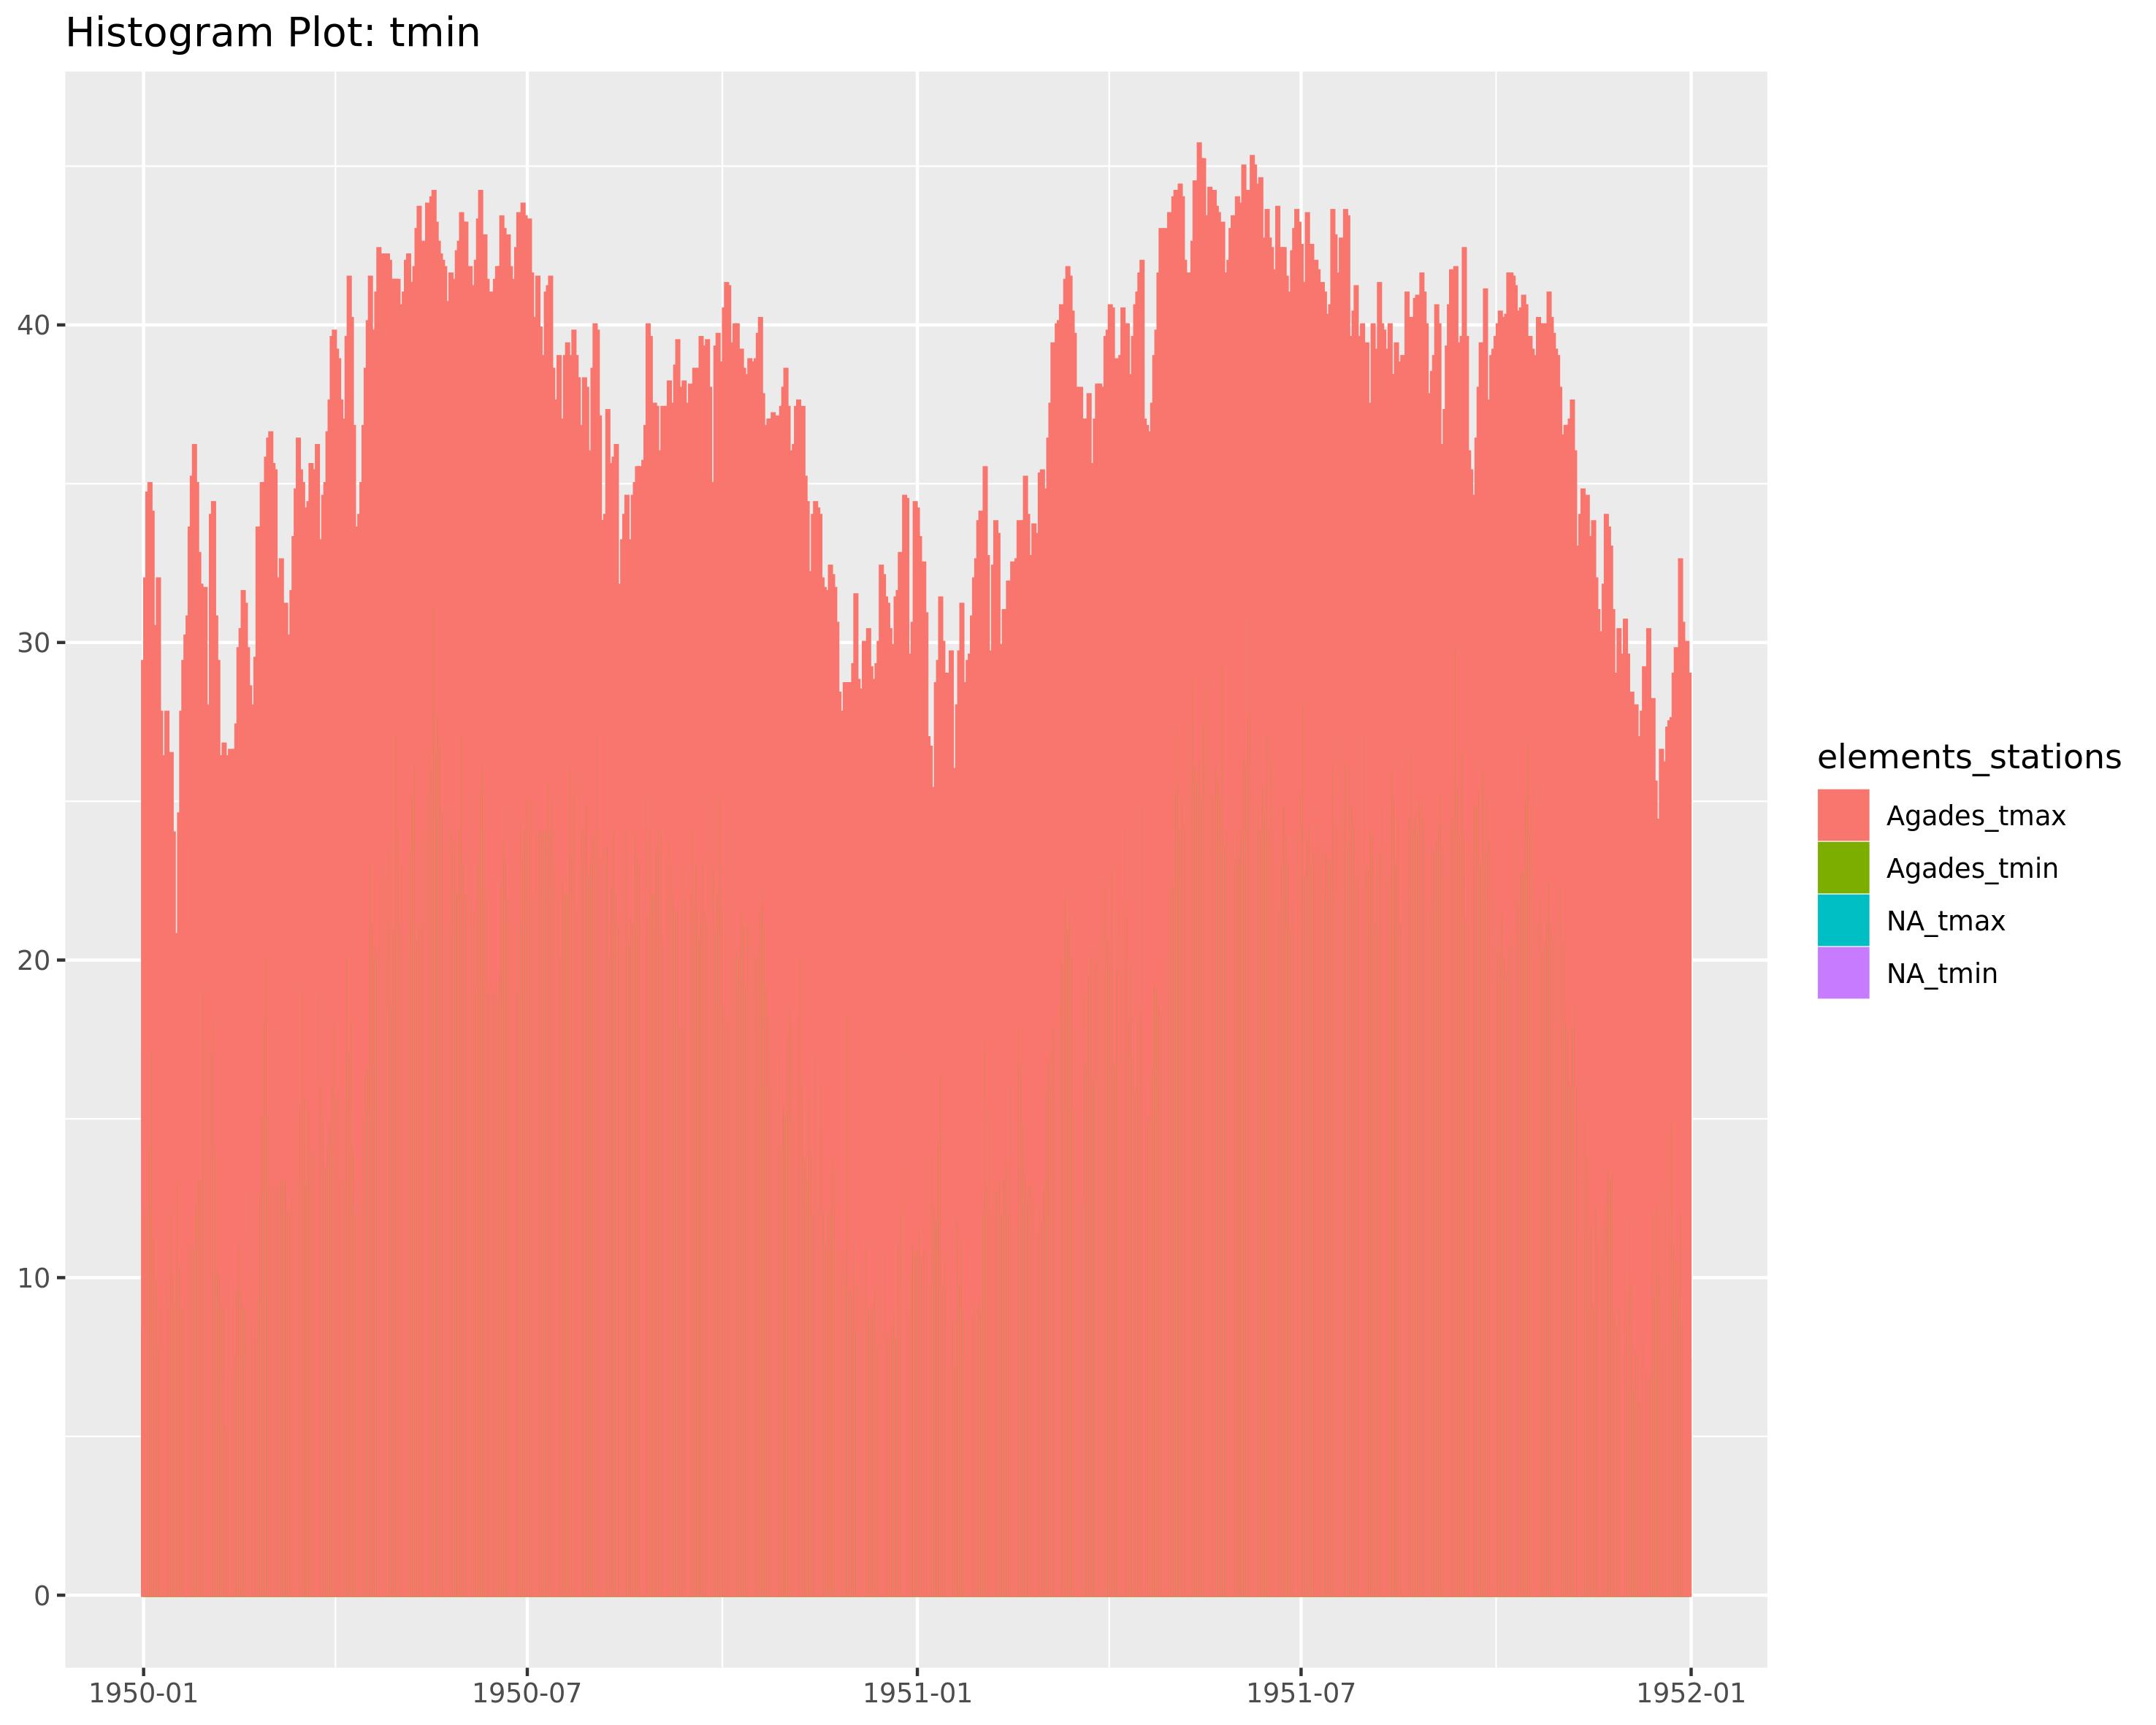 Histogram Plot: tmin
40
30
20
10
0
1950-01
1950-07
1951-01
1951-07
1952-01
elements_stations
Agades_tmax
Agades_tmin
NA_tmax
NA_tmin